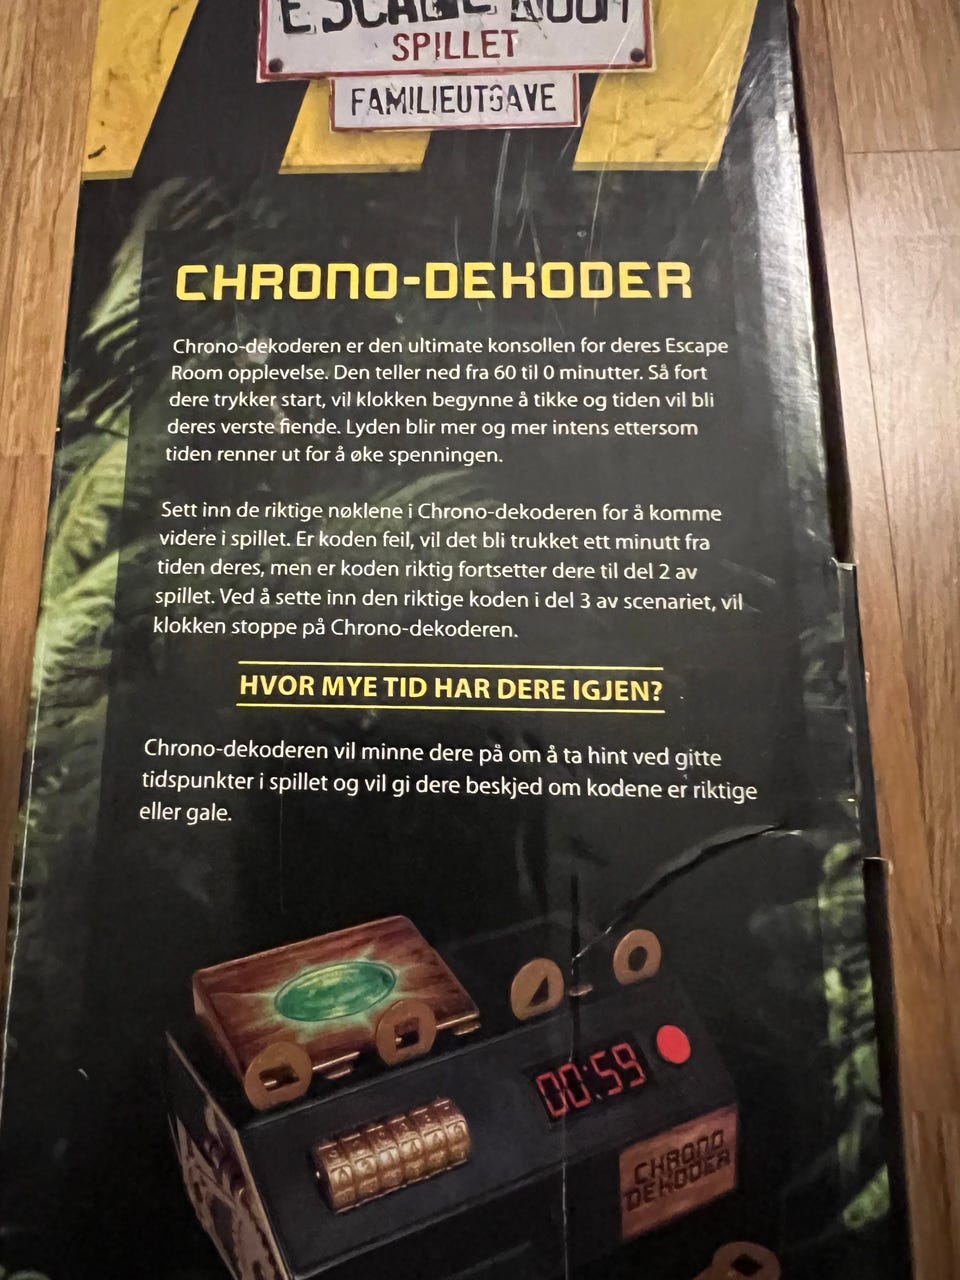 ESCAPE ROOM
SPILLET
FAMILIEUTGAVE
CHRONO-DEKODER
Chrono-dekoderen er den ultimate konsollen for deres Escape
Room opplevelse. Den teller ned fra 60 til 0 minutter. Så fort
dere trykker start, vil klokken begynne å tikke og tiden vil bli
deres verste fiende. Lyden blir mer og mer intens ettersom
tiden renner ut for å øke spenningen.
Sett inn de riktige nøklene i Chrono-dekoderen for å komme
videre i spillet. Er koden feil, vil det bli trukket ett minutt fra
tiden deres, men er koden riktig fortsetter dere til del 2 av
spillet. Ved å sette inn den riktige koden i del 3 av scenariet, vil
klokken stoppe på Chrono-dekoderen.
HVOR MYE TID HAR DERE IGJEN?
Chrono-dekoderen vil minne dere på om å ta hint ved gitte
tidspunkter i spillet og vil gi dere beskjed om kodene er riktige
eller gale.
00:59
CHRONO
DEKODER